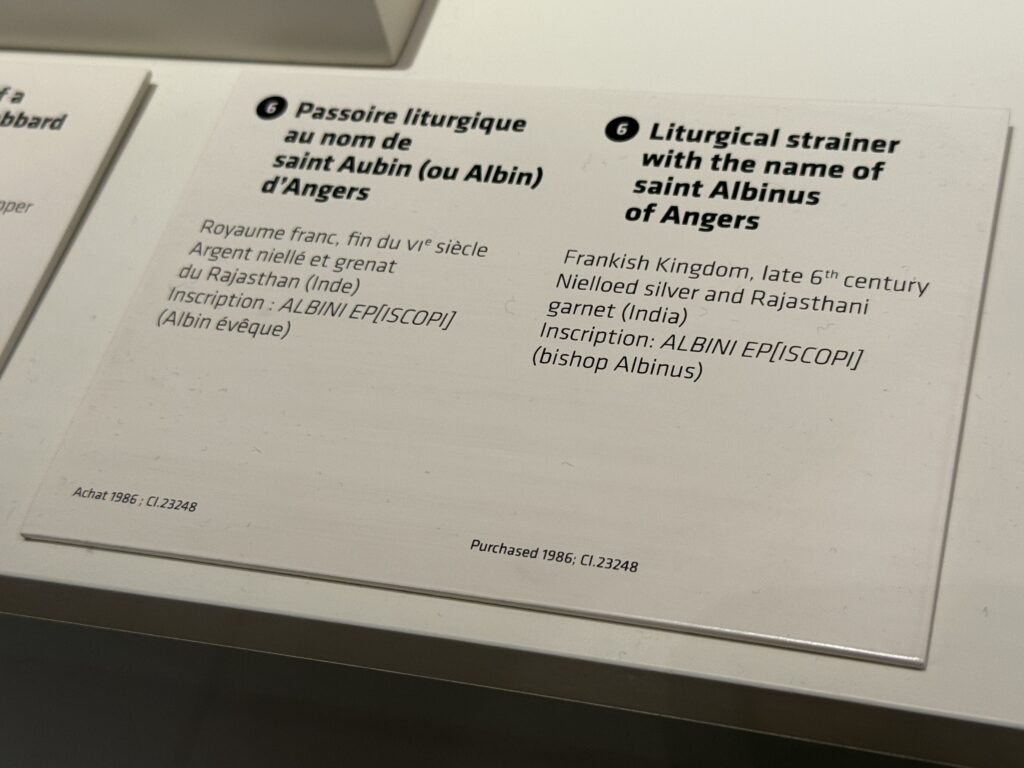 f a
bbard
pper
6 Passoire liturgique
au nom de
saint Aubin (ou Albin)
d'Angers
Royaume franc, fin du VIe siècle
Argent niellé et grenat
du Rajasthan (Inde)
Inscription : ALBINI EP[ISCOPI]
(Albin évêque)
Achat 1986 ; Cl.23248
6 Liturgical strainer
with the name of
saint Albinus
of Angers
Frankish Kingdom, late 6th century
Nielloed silver and Rajasthani
garnet (India)
Inscription: ALBINI EP[ISCOPI]
(bishop Albinus)
Purchased 1986; Cl.23248